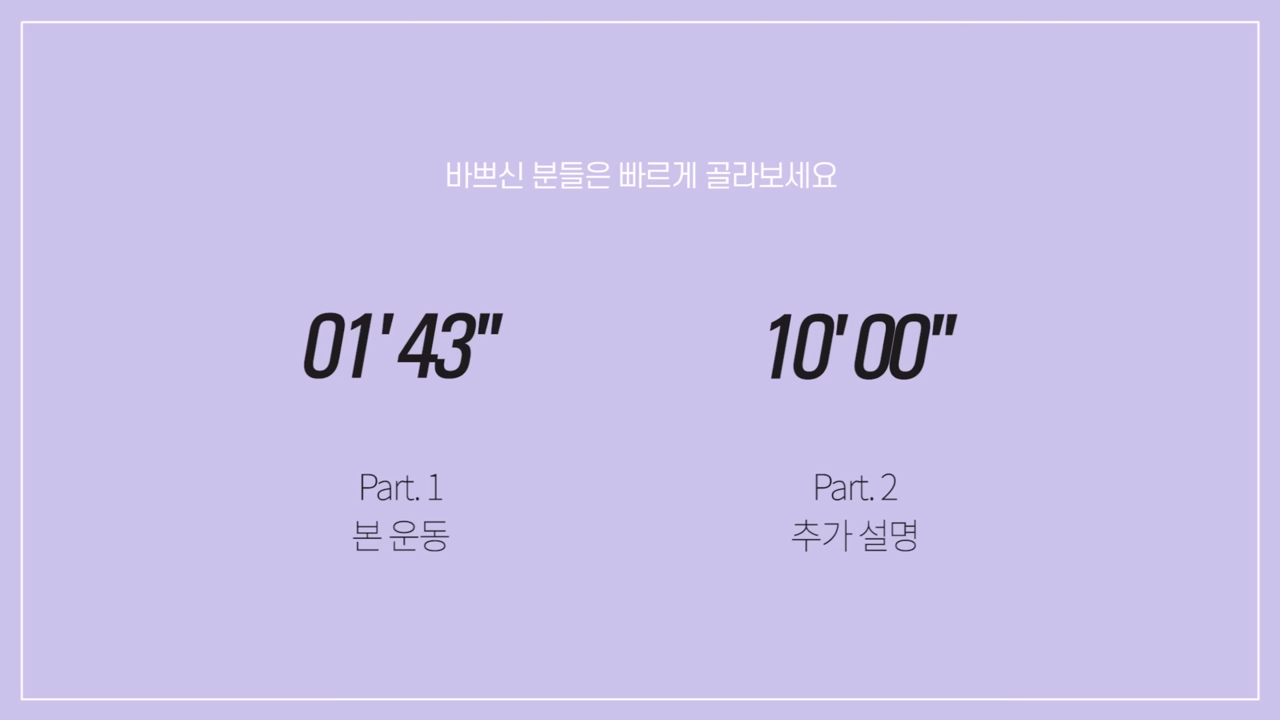 바쁘신 분들은 빠르게 골라보세요
01' 43"
10' 00"
Part. 1
본 운동
Part. 2
추가 설명